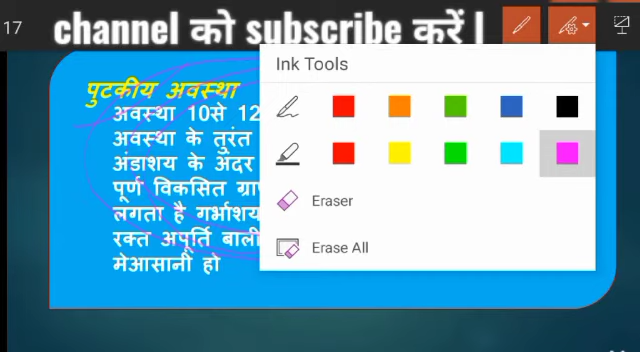 17
channel को subscribe करें |
Ink Tools
पुटकीय अवस्था
अवस्था 10से 12
अवस्था के तुरंत
अंडाशय के अंदर
पूर्ण विकसित
लगता है गर्भाशय
रक्त अपूर्ति बाली
मेआसानी हो
Eraser
Erase All